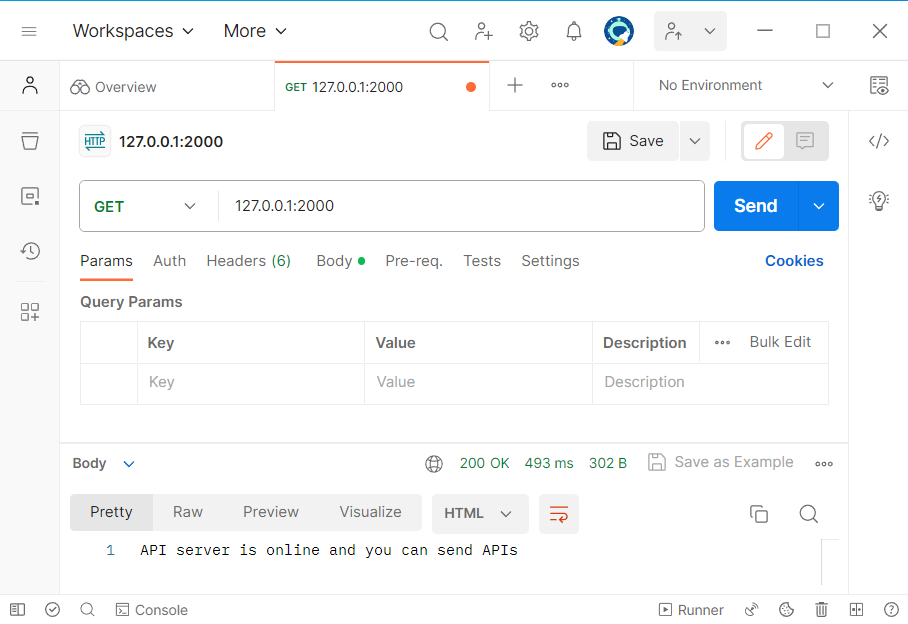 Workspaces More
Overview GET 127.0.0.1:2000 No Environment
HTTP 127.0.0.1:2000 Save
GET 127.0.0.1:2000 Send
Params Auth Headers (6) Body Pre-req. Tests Settings Cookies
Query Params
Key Value Description Bulk Edit
Key Value Description
Body 200 OK 493 ms 302 B Save as Example
Pretty Raw Preview Visualize HTML
1 API server is online and you can send APIs
Console Runner